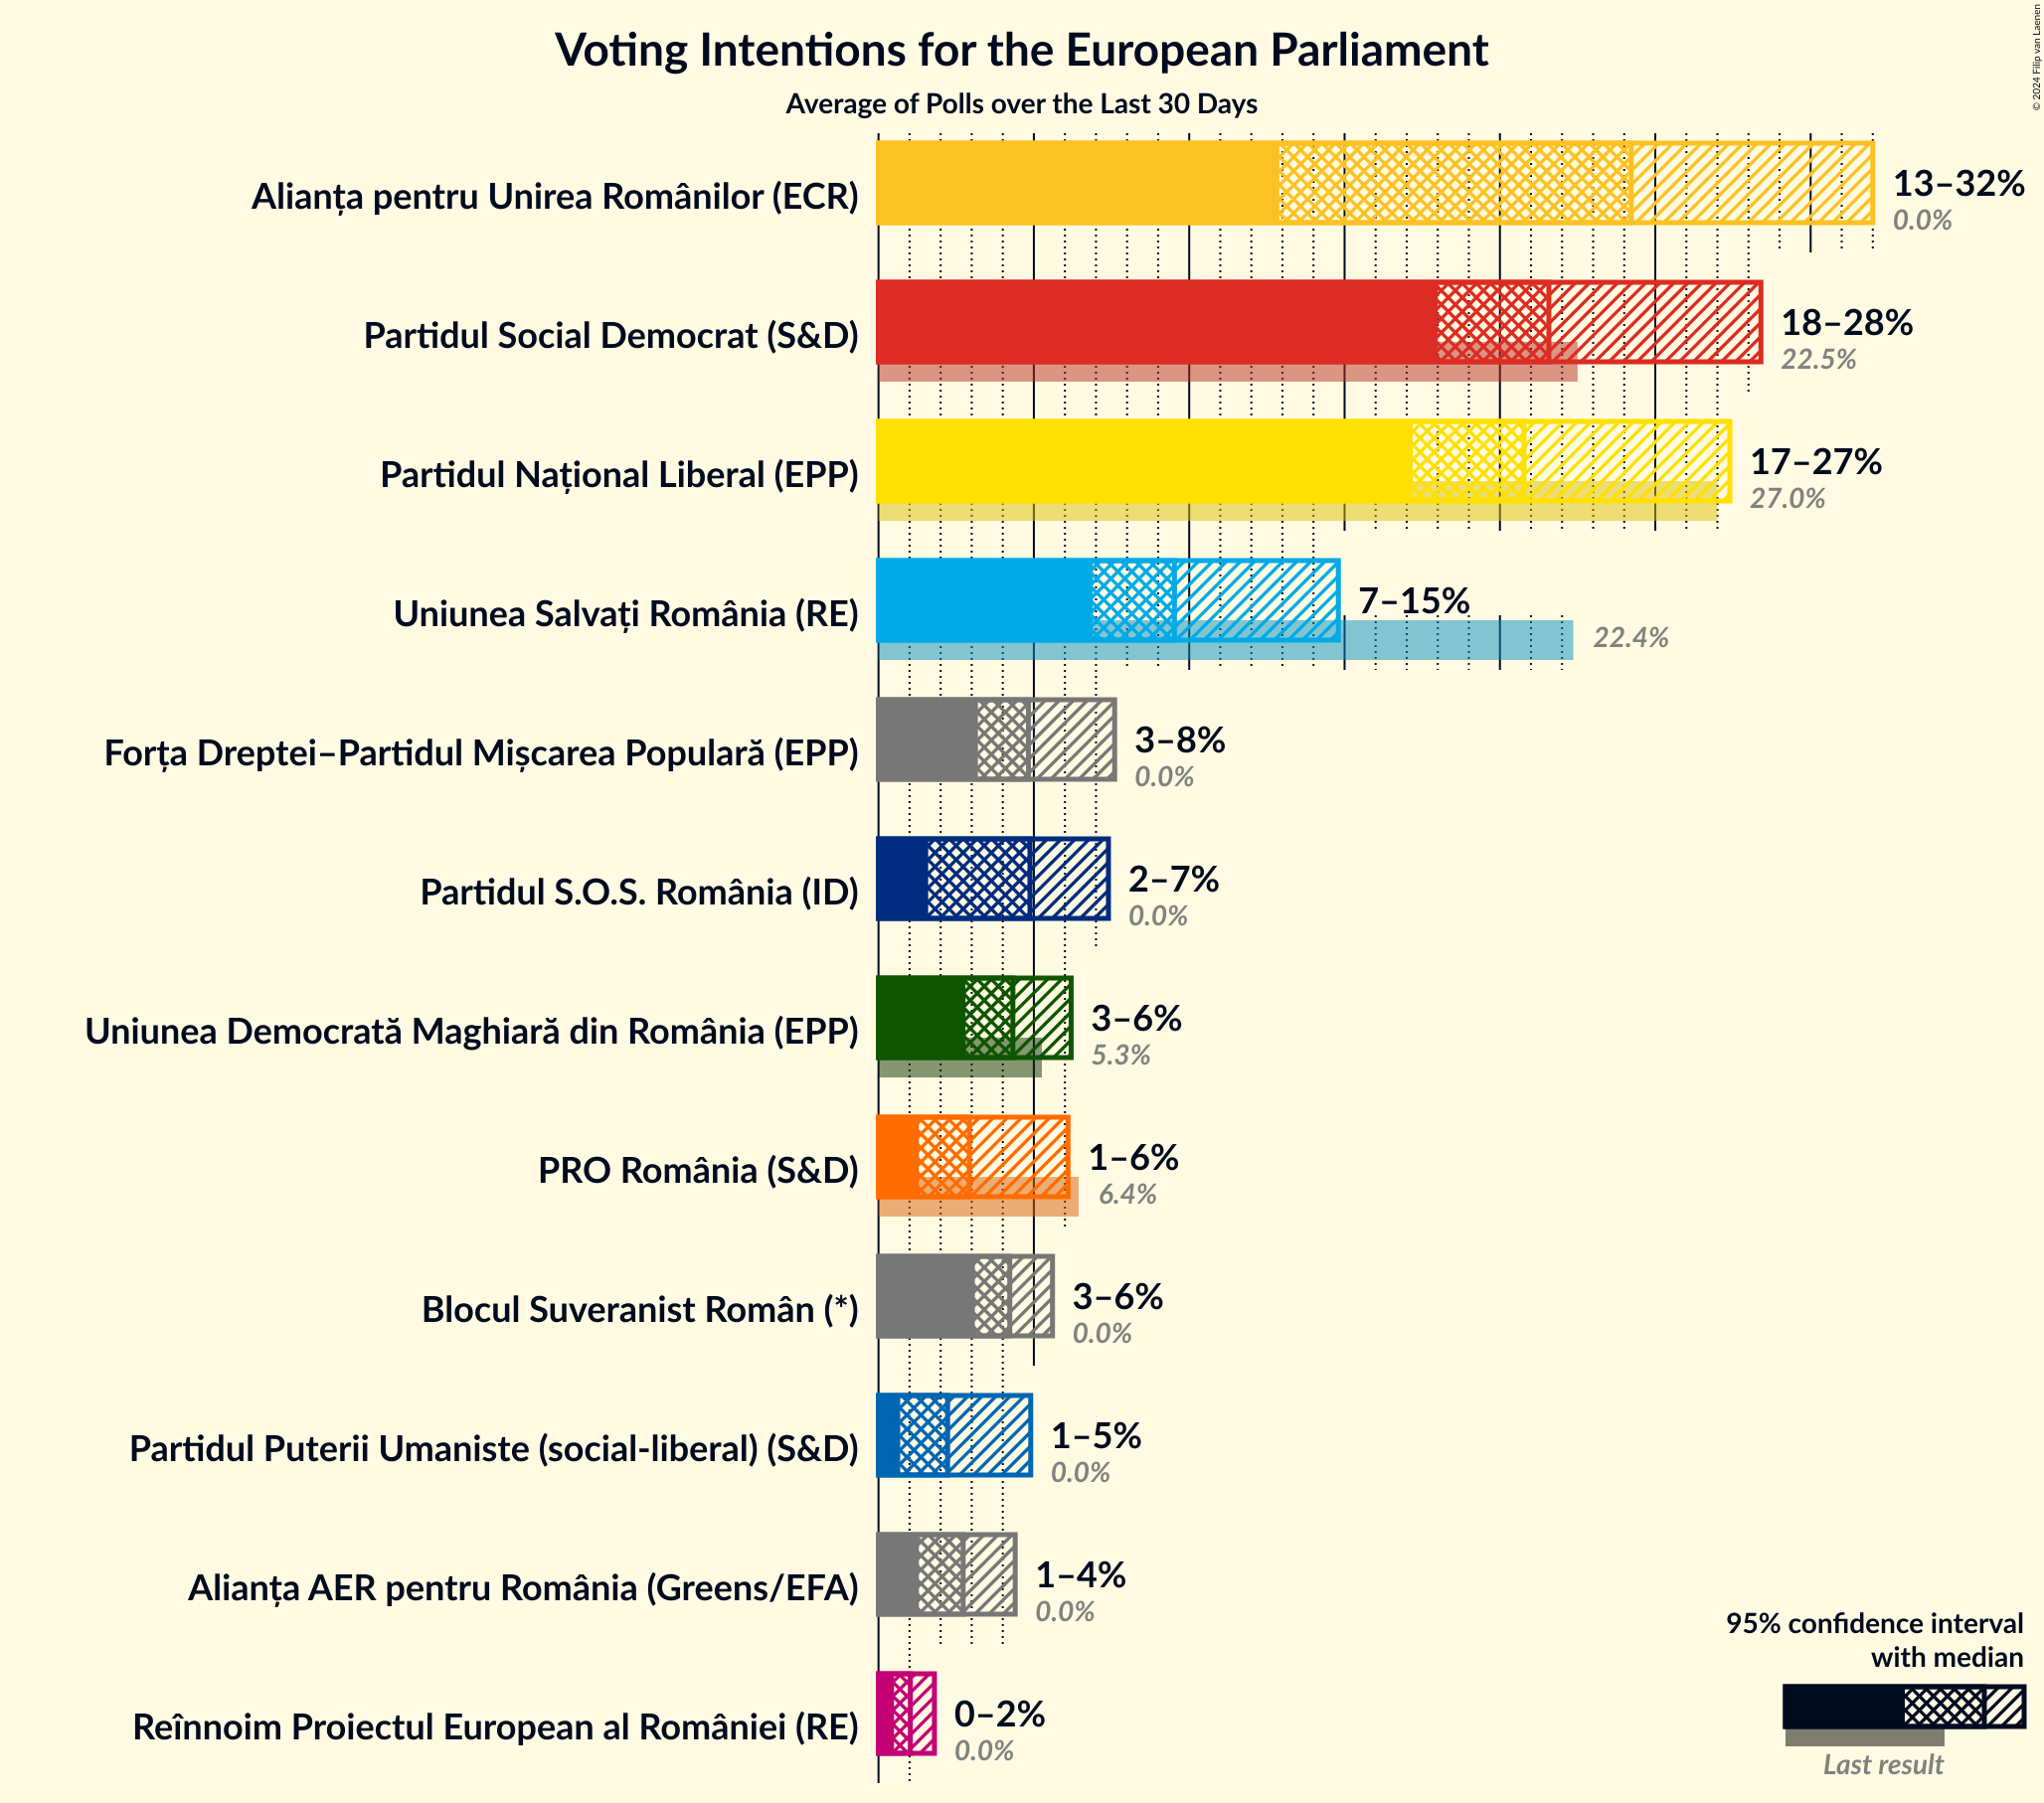 © 2024 Filip van Laenen
Voting Intentions for the European Parliament
Average of Polls over the Last 30 Days
Alianța pentru Unirea Românilor (ECR)
13–32%
0.0%
Partidul Social Democrat (S&D)
18–28%
22.5%
Partidul Național Liberal (EPP)
17–27%
27.0%
Uniunea Salvați România (RE)
7–15%
22.4%
Forța Dreptei–Partidul Mișcarea Populară (EPP)
3–8%
0.0%
Partidul S.O.S. România (ID)
2–7%
0.0%
Uniunea Democrată Maghiară din România (EPP)
3–6%
5.3%
PRO România (S&D)
1–6%
6.4%
Blocul Suveranist Român (*)
3–6%
0.0%
Partidul Puterii Umaniste (social-liberal) (S&D)
1–5%
0.0%
Alianța AER pentru România (Greens/EFA)
1–4%
0.0%
Reînnoim Proiectul European al României (RE)
0–2%
0.0%
95% confidence interval
with median
Last result